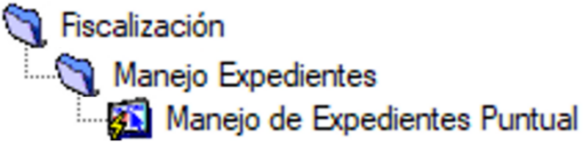 Fiscalización
Manejo Expedientes
Manejo de Expedientes Puntual